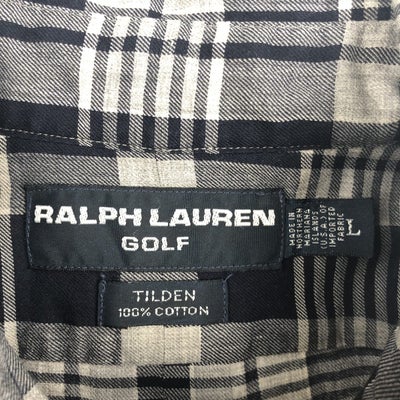 RALPH LAUREN
GOLF
TILDEN
100% COTTON
MADE IN
NORTHERN
MARIANA
ISLANDS
(U.S.A.) OF
IMPORTED
FABRIC
L